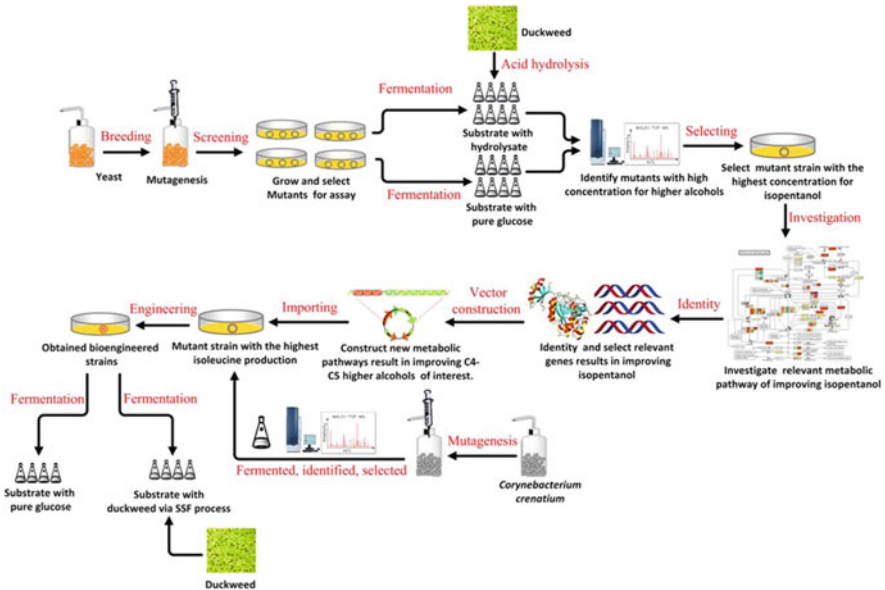 Duckweed
Acid hydrolysis
Fermentation
Breeding
Screening
Substrate with
hydrolysate
Selecting
Yeast
Mutagenesis
Grow and select
Mutants for assay
Fermentation
Substrate with
pure glucose
Identify mutants with high
concentration for higher alcohols
Select mutant strain with the
highest concentration for
isopentanol
Investigation
Investigate relevant metabolic
pathway of improving isopentanol
Identity
Identity and select relevant
genes results in improving
isopentanol
Vector
construction
Construct new metabolic
pathways result in improving C4-
C5 higher alcohols of interest.
Importing
Mutant strain with the highest
isoleucine production
Engineering
Obtained bioengineered
strains
Fermentation
Fermentation
Mutagenesis
Corynebacterium
crenatium
Fermented, identified, selected
Substrate with
pure glucose
Substrate with
duckweed via SSF process
Duckweed